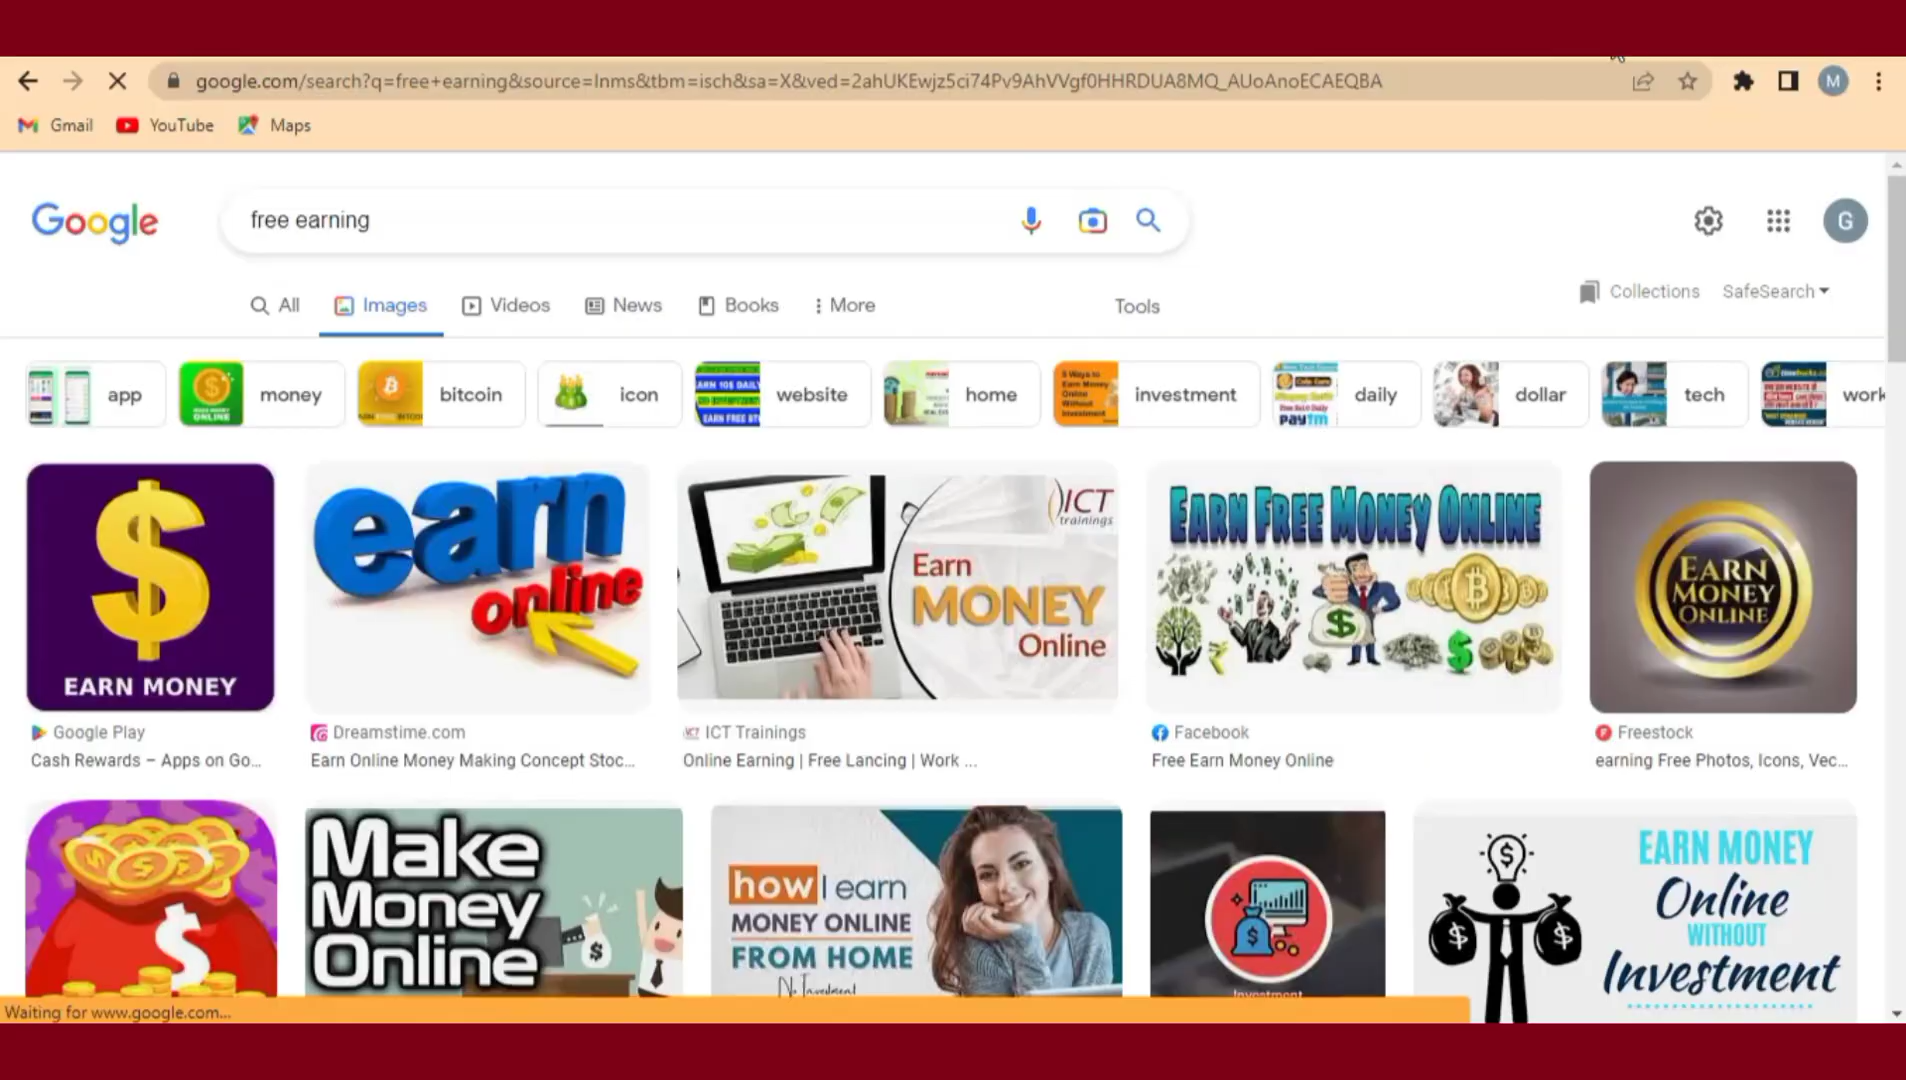 google.com/search?q=free+earning&source=lnms&tbm=isch&sa=X&ved=2ahUKEwjz5ci74Pv9AhVVgf0HHRDUA8MQ_AUoAnoECAEQBA
M
Gmail YouTube Maps
Google free earning G
All Images Videos News Books More Tools Collections SafeSearch
app money bitcoin icon website home investment daily dollar tech work
EARN MONEY
earn
online
ICT
trainings
Earn
MONEY
Online
EARN FREE MONEY ONLINE
EARN
MONEY
ONLINE
Google Play
Cash Rewards – Apps on Go...
Dreamstime.com
Earn Online Money Making Concept Stoc...
ICT Trainings
Online Earning | Free Lancing | Work ...
Facebook
Free Earn Money Online
Freestock
earning Free Photos, Icons, Vec...
Make
Money
Online
how I earn
MONEY ONLINE
FROM HOME
No Investment
Investment
EARN MONEY
Online
WITHOUT
Investment
Waiting for www.google.com...